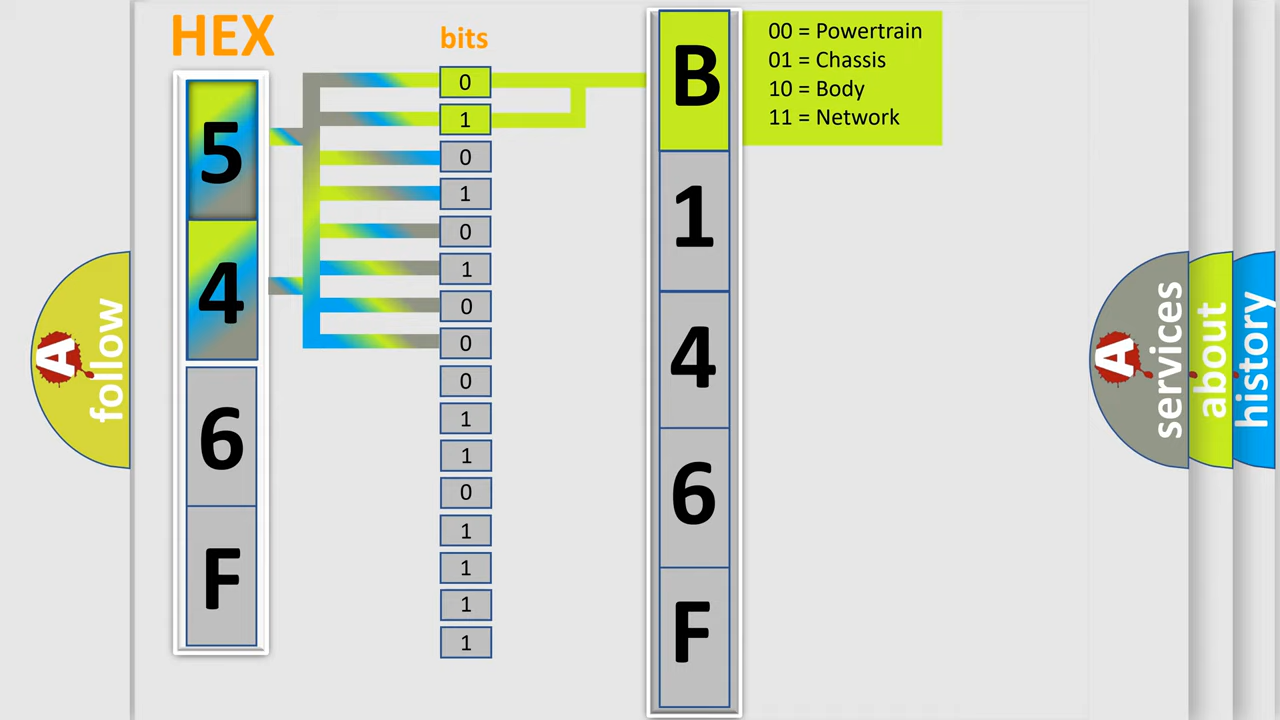 HEX
bits
5
4
6
F
0
1
0
1
0
1
0
0
0
1
1
0
1
1
1
1
B
1
4
6
F
00 = Powertrain
01 = Chassis
10 = Body
11 = Network
A
follow
A
services
about
history